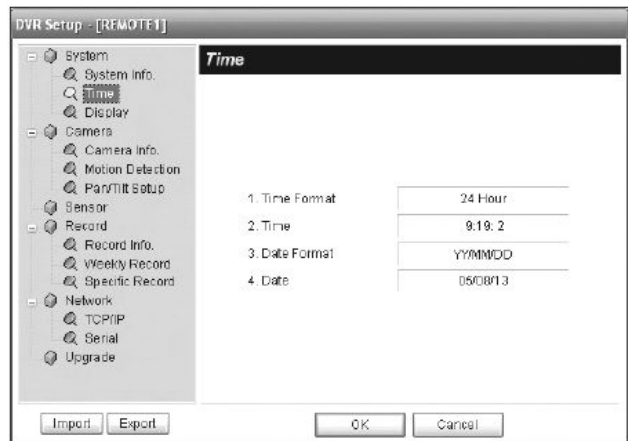 DVR Setup - [REMOTE1]
System
System Info.
Time
Display
Camera
Camera Info.
Motion Detection
Pan/Tilt Setup
Sensor
Record
Record Info.
Weekly Record
Specific Record
Network
TCP/IP
Serial
Upgrade
Import
Export
Time
1. Time Format
24 Hour
2. Time
9:19: 2
3. Date Format
YY/MM/DD
4. Date
05/08/13
OK
Cancel